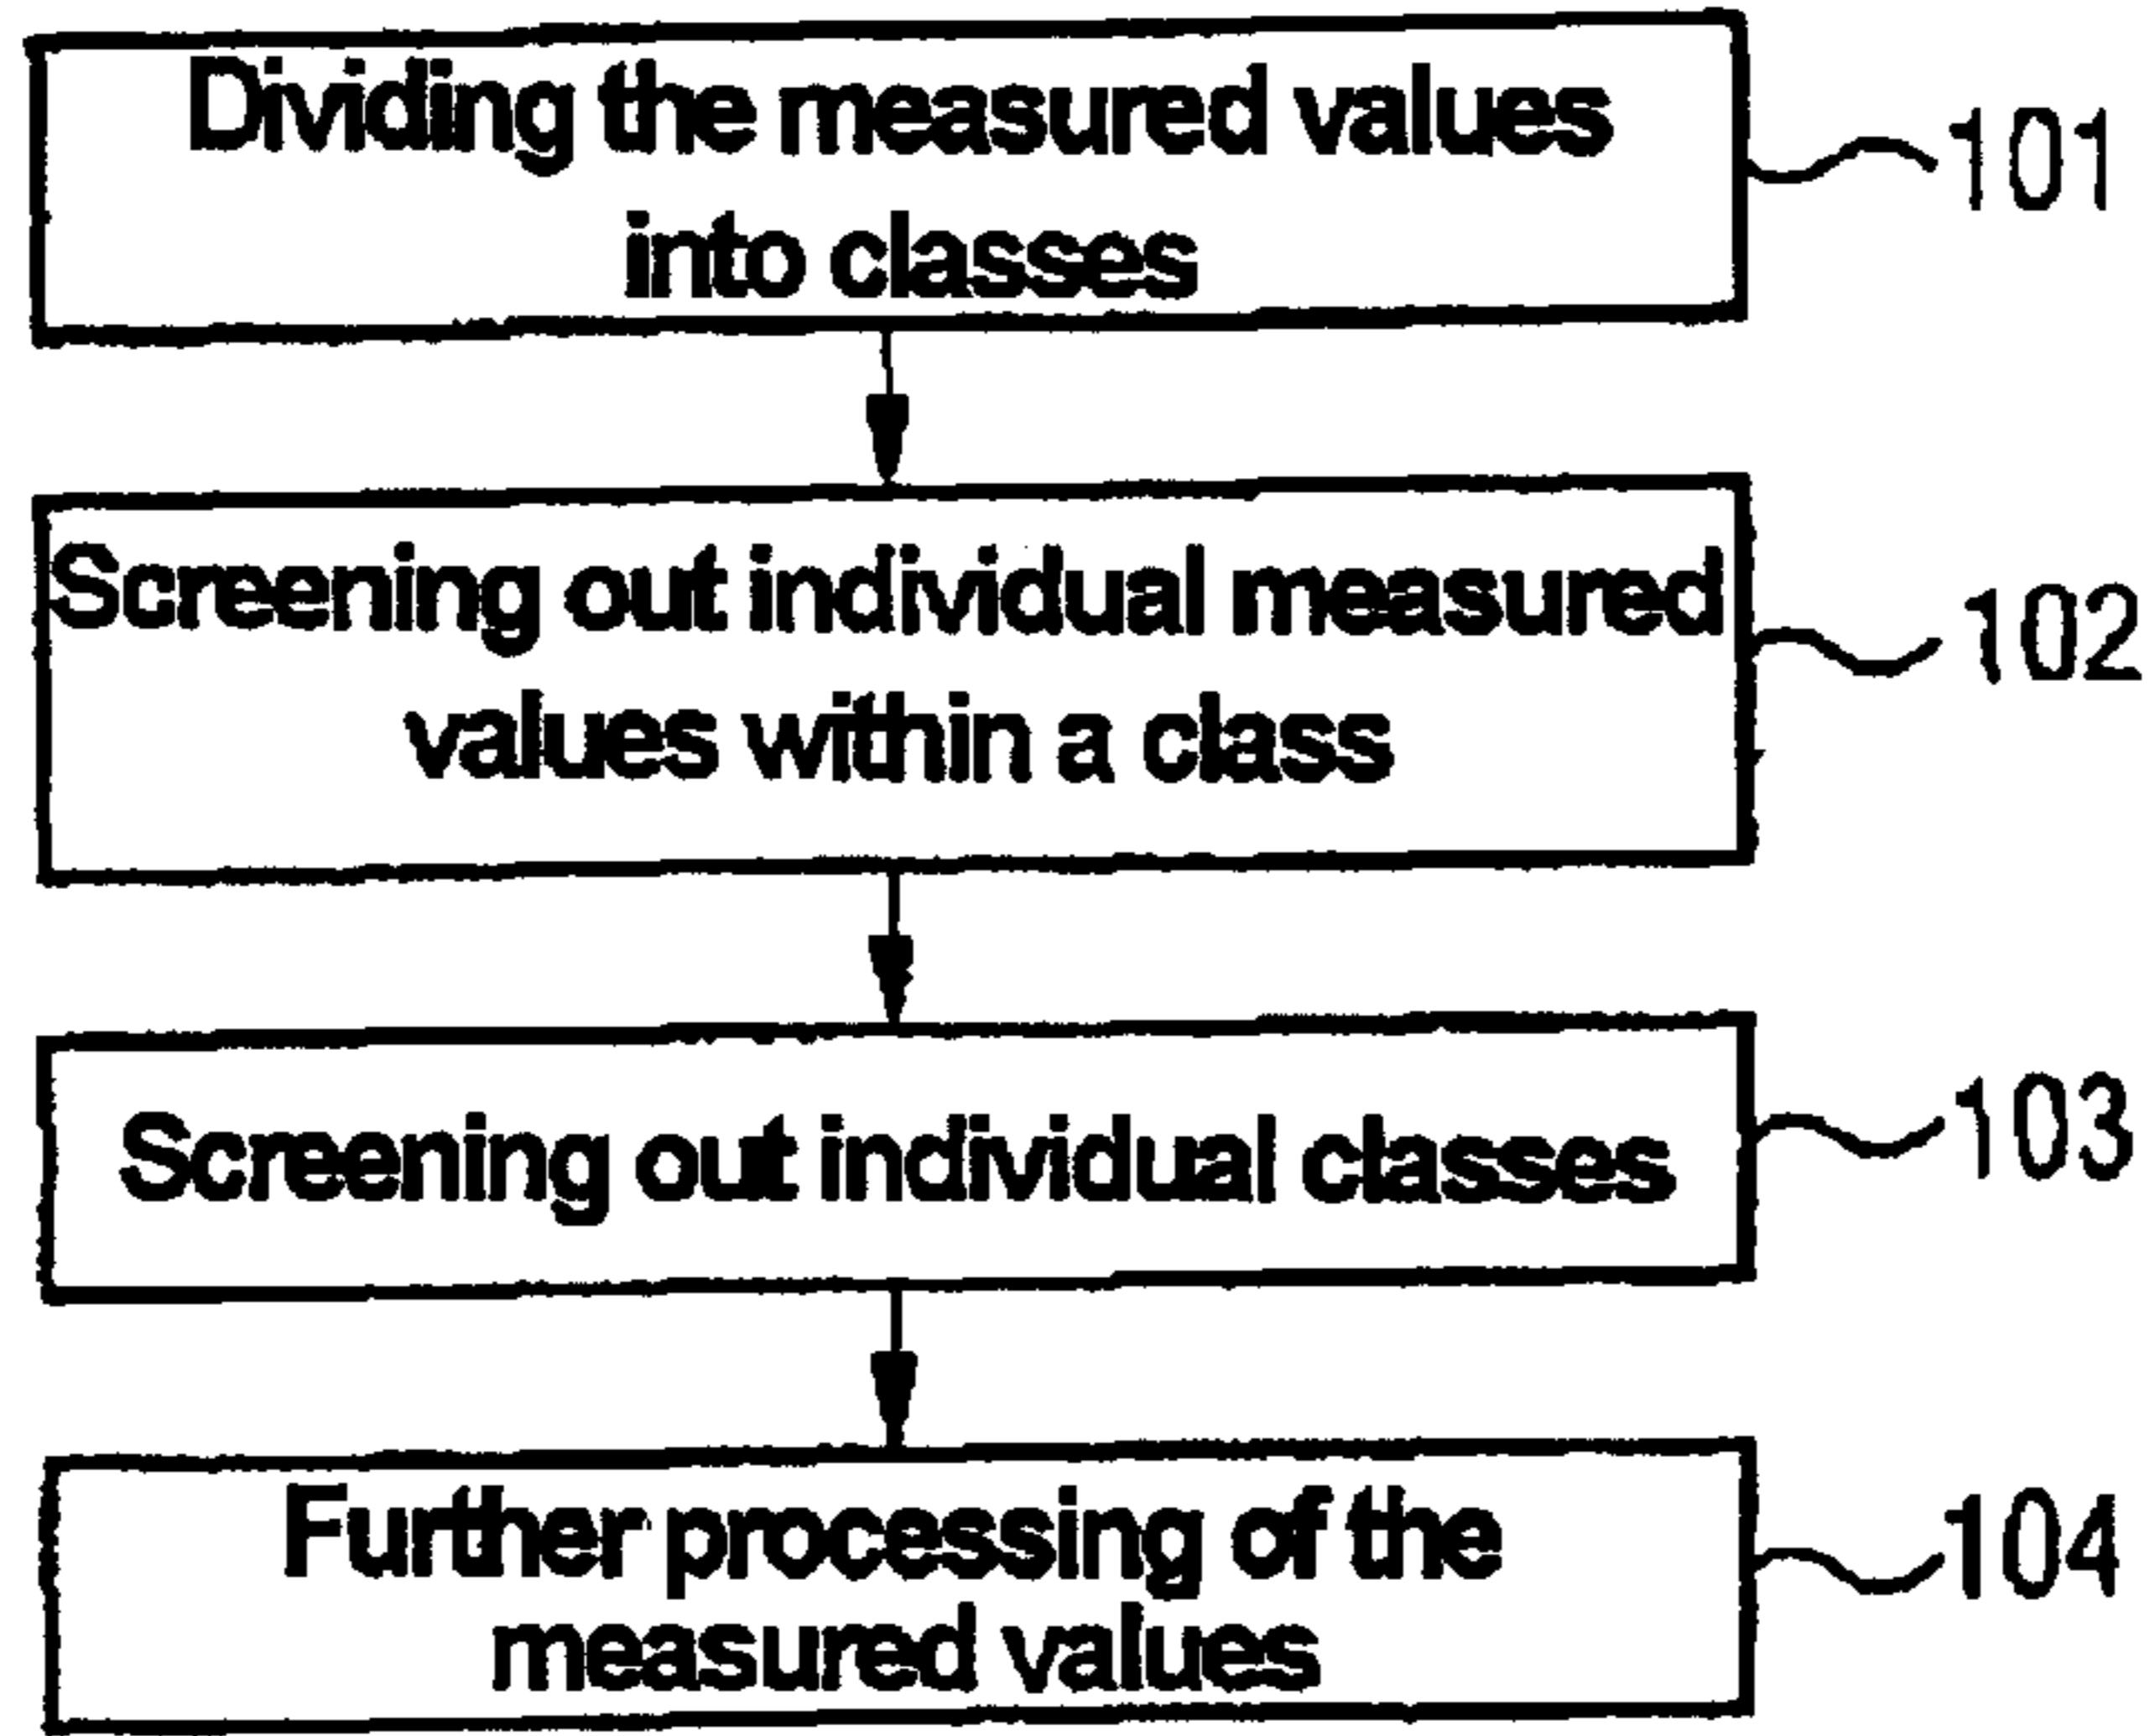 Dividing the measured values
into classes
101
Screening out individual measured
values within a class
102
Screening out individual classes
103
Further processing of the
measured values
104